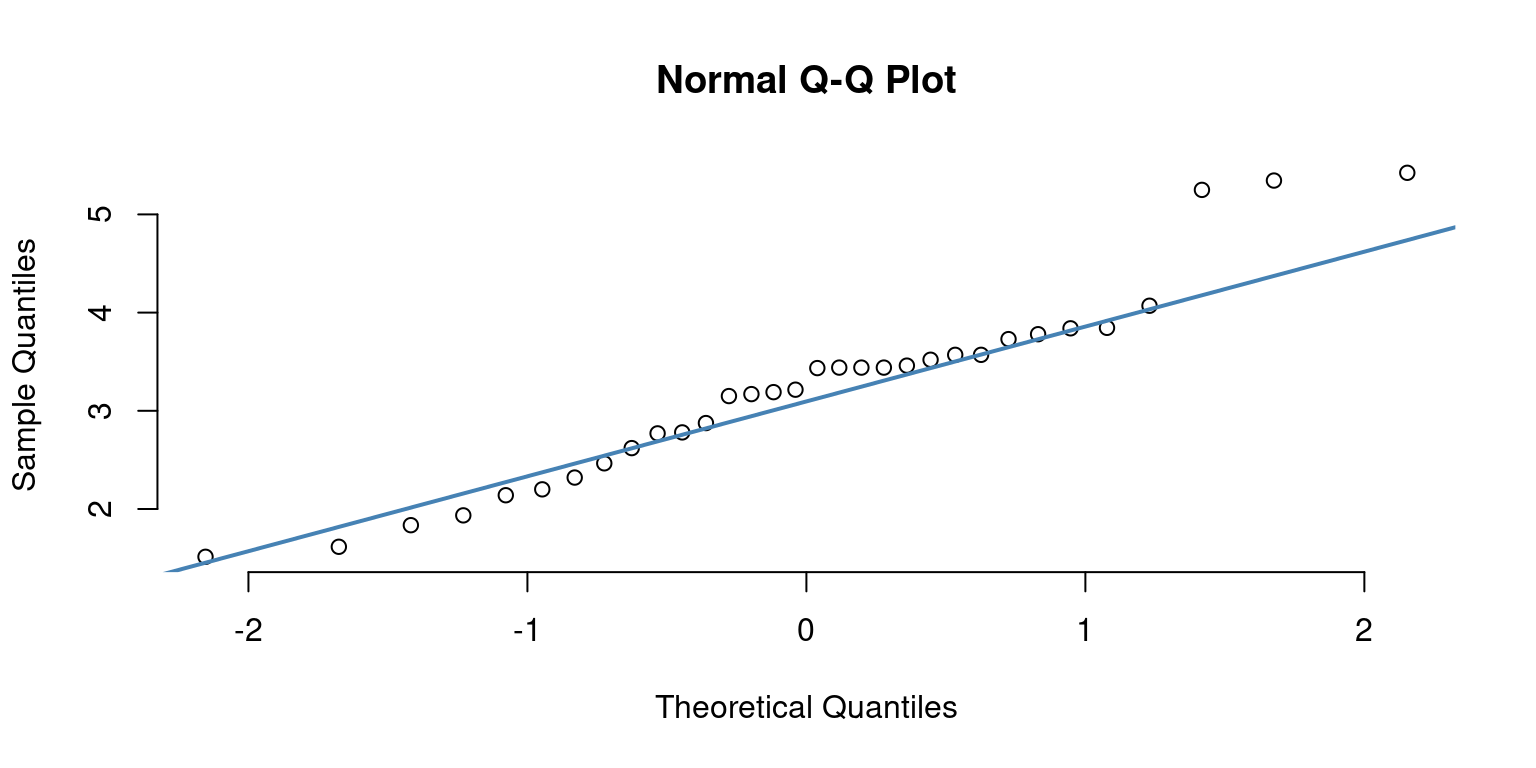 Normal Q-Q Plot
Sample Quantiles
5
4
3
2
-2 -1 0 1 2
Theoretical Quantiles